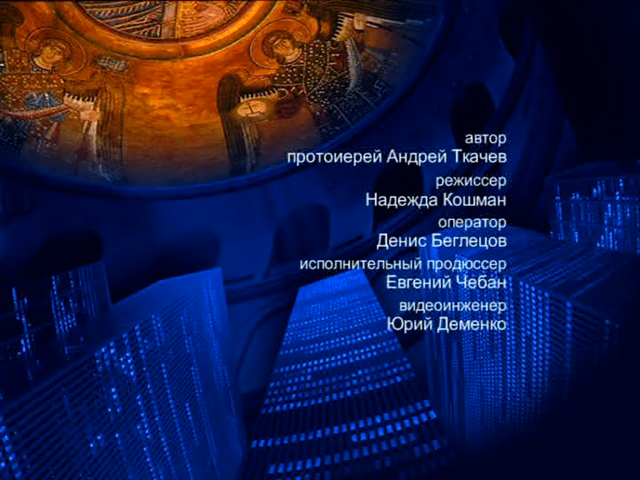 автор
протоиерей Андрей Ткачев
режиссер
Надежда Кошман
оператор
Денис Беглецов
исполнительный продюссер
Евгений Чебан
видеоинженер
Юрий Деменко